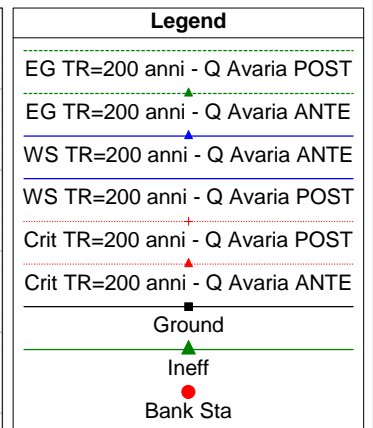 Legend
EG TR=200 anni - Q Avaria POST
EG TR=200 anni - Q Avaria ANTE
WS TR=200 anni - Q Avaria ANTE
WS TR=200 anni - Q Avaria POST
Crit TR=200 anni - Q Avaria POST
Crit TR=200 anni - Q Avaria ANTE
Ground
Ineff
Bank Sta